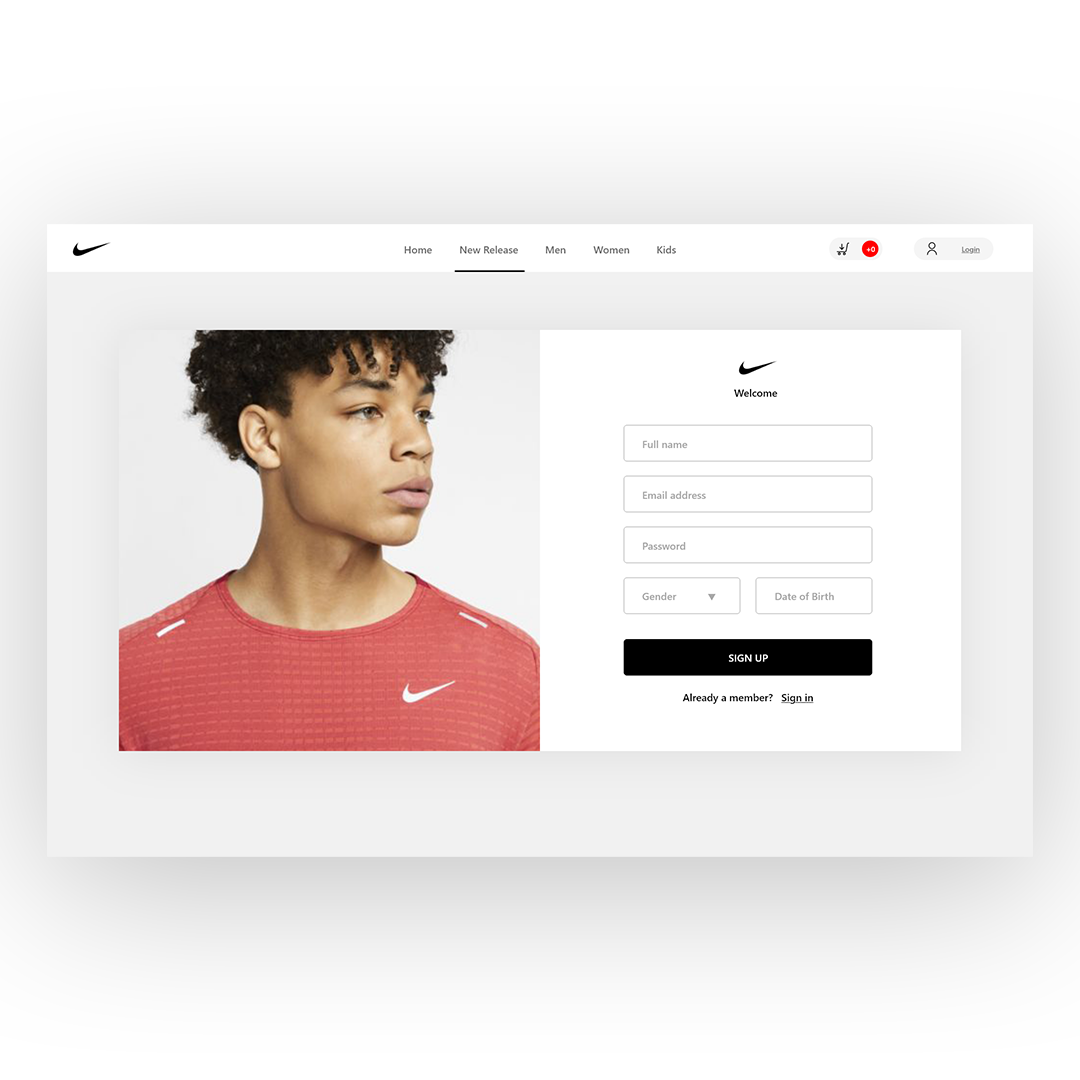 Home New Release Men Women Kids +0 Login
Welcome
Full name
Email address
Password
Gender Date of Birth
SIGN UP
Already a member? Sign in